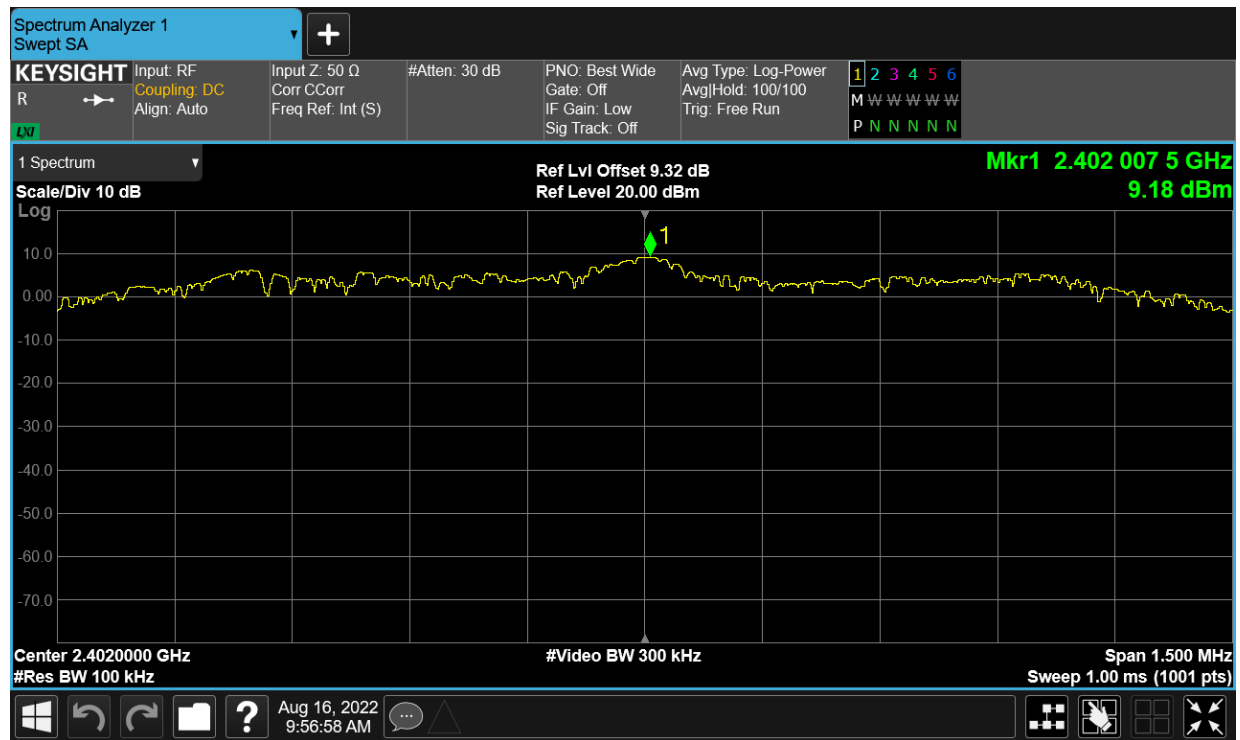 Spectrum Analyzer 1
Swept SA
KEYSIGHT
R
LXI
Input: RF
Coupling: DC
Align: Auto
Input Z: 50 Ω
Corr CCorr
Freq Ref: Int (S)
#Atten: 30 dB
PNO: Best Wide
Gate: Off
IF Gain: Low
Sig Track: Off
Avg Type: Log-Power
Avg|Hold: 100/100
Trig: Free Run
1 2 3 4 5 6
M W W W W W
P N N N N N
1 Spectrum
Scale/Div 10 dB
Ref Lvl Offset 9.32 dB
Ref Level 20.00 dBm
Mkr1 2.402 007 5 GHz
9.18 dBm
Log
1
10.0
0.00
-10.0
-20.0
-30.0
-40.0
-50.0
-60.0
-70.0
Center 2.4020000 GHz
#Video BW 300 kHz
Span 1.500 MHz
#Res BW 100 kHz
Sweep 1.00 ms (1001 pts)
?
Aug 16, 2022
9:56:58 AM